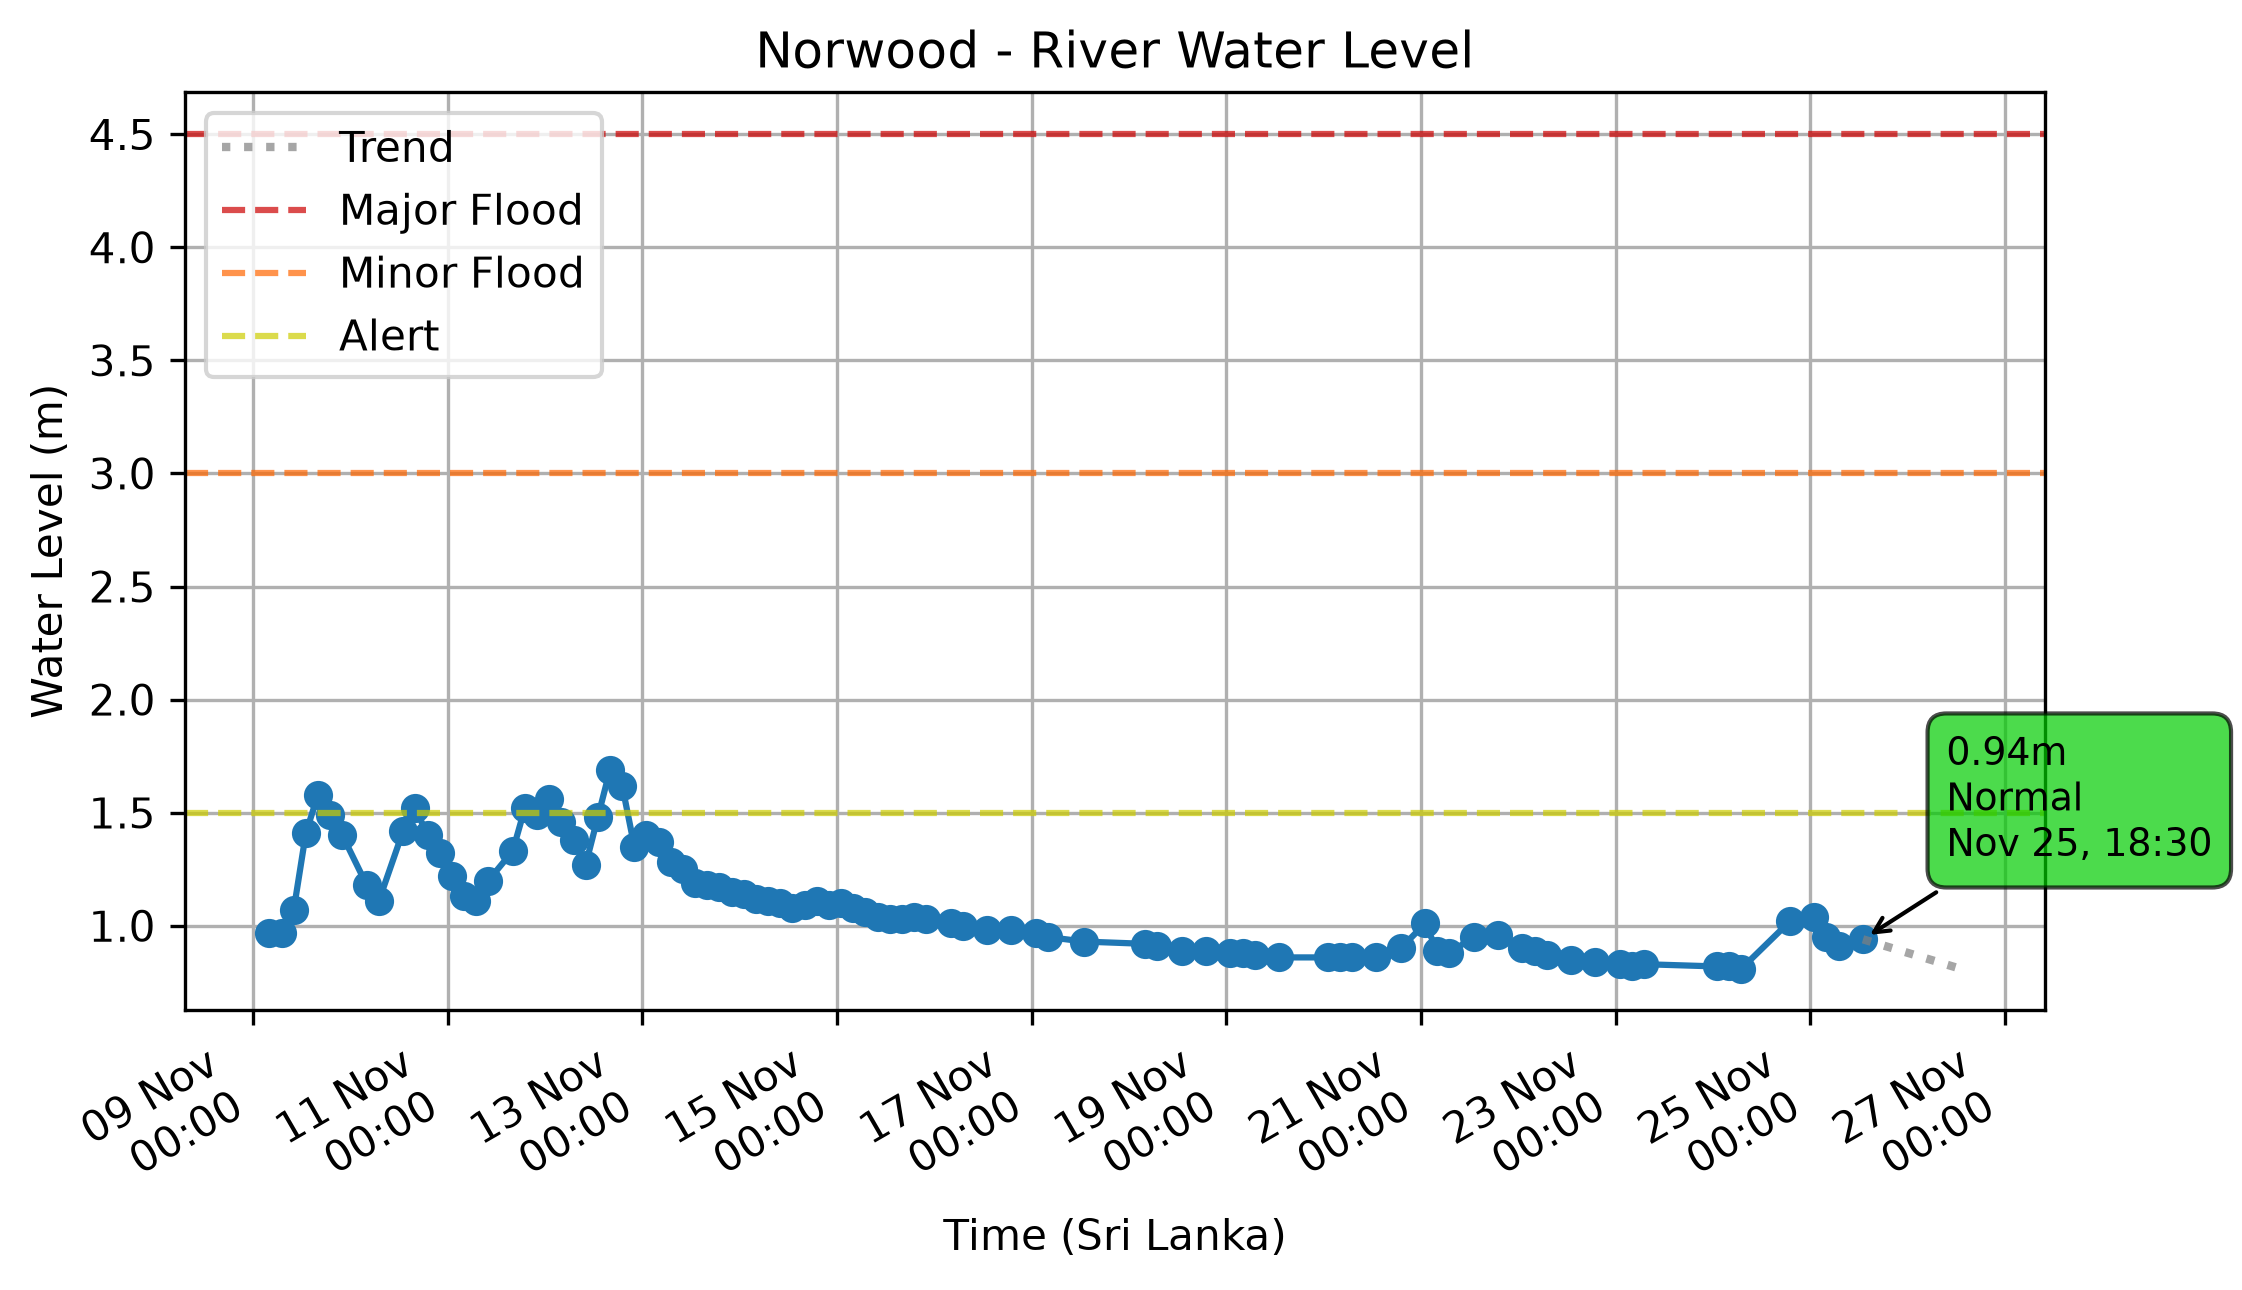 Norwood - River Water Level
Water Level (m)
4.5
4.0
3.5
3.0
2.5
2.0
1.5
1.0
Trend
Major Flood
Minor Flood
Alert
0.94m
Normal
Nov 25, 18:30
09 Nov
00:00
11 Nov
00:00
13 Nov
00:00
15 Nov
00:00
17 Nov
00:00
19 Nov
00:00
21 Nov
00:00
23 Nov
00:00
25 Nov
00:00
27 Nov
00:00
Time (Sri Lanka)